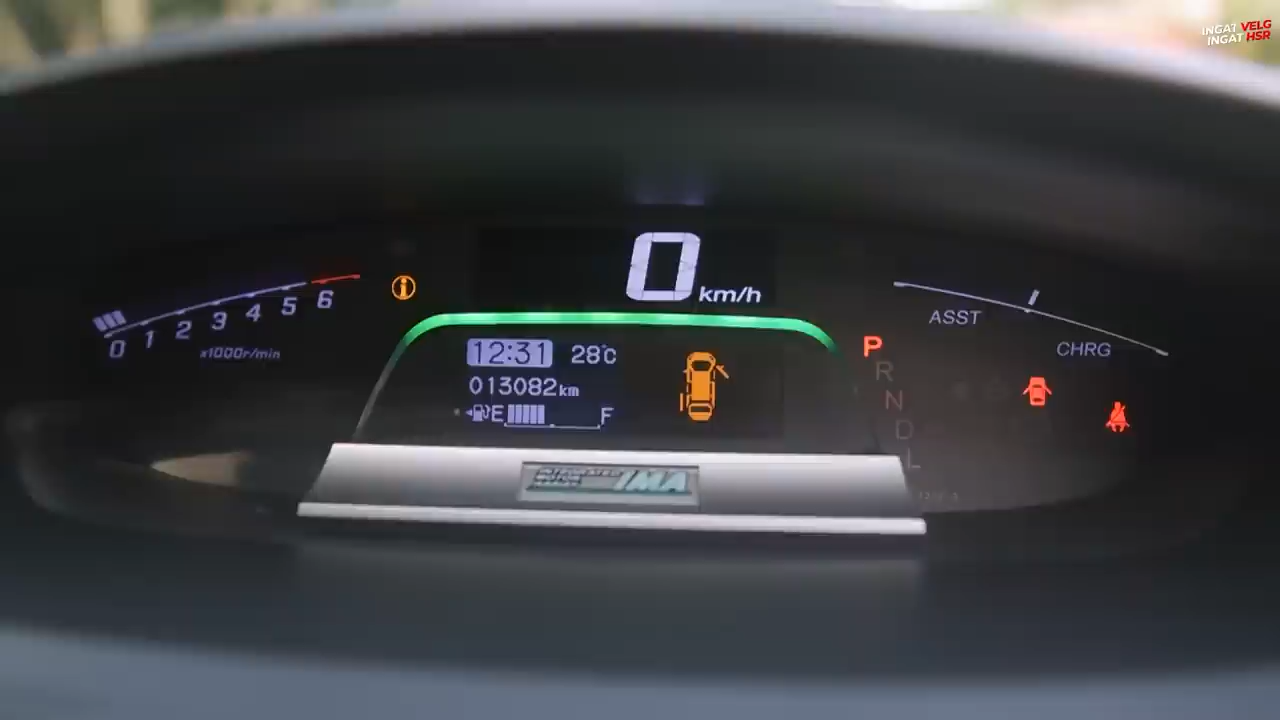 INGAT VELG
INGAT HSR
0 km/h
0 1 2 3 4 5 6
x1000r/min
ASST
CHRG
12:31 28°C
013082km
E F
P
R
N
D
L
IMA